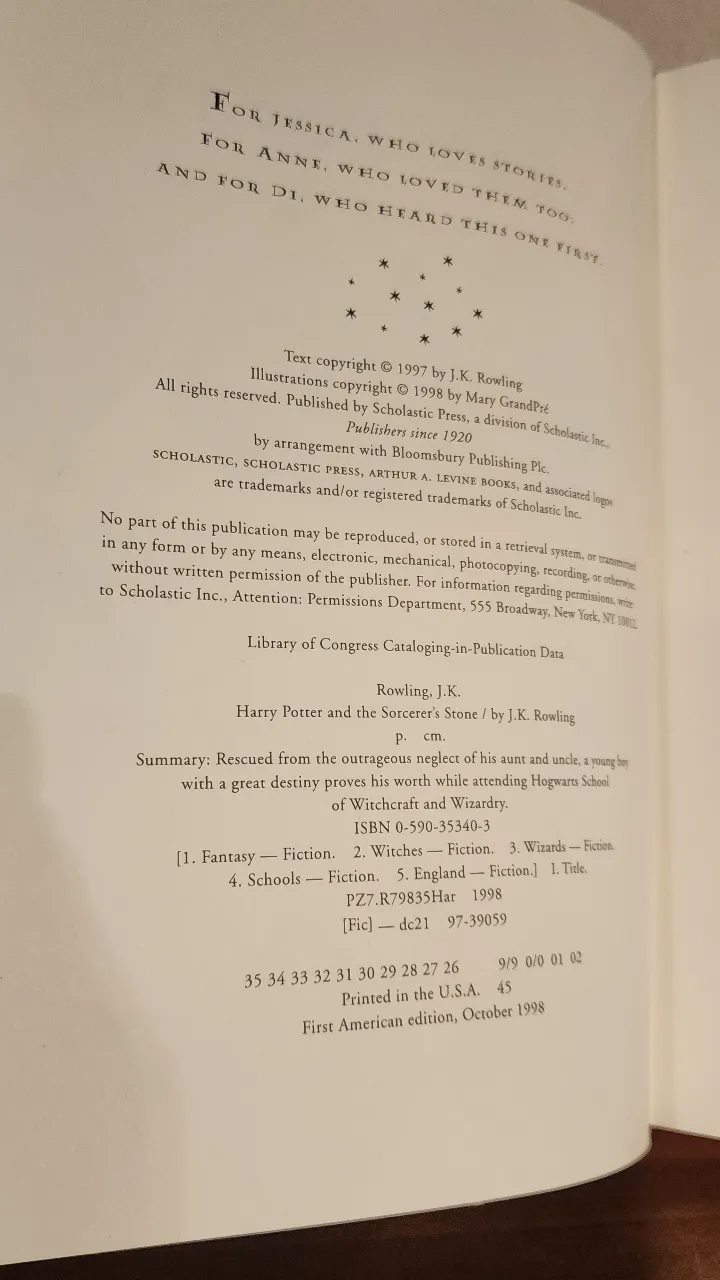 FOR JESSICA, WHO LOVES STORIES,
FOR ANNE, WHO LOVED THEM TOO;
AND FOR DI, WHO HEARD THIS ONE FIRST.
Text copyright © 1997 by J.K. Rowling
Illustrations copyright © 1998 by Mary GrandPré
All rights reserved. Published by Scholastic Press, a division of Scholastic Inc.,
Publishers since 1920
by arrangement with Bloomsbury Publishing Plc.
SCHOLASTIC, SCHOLASTIC PRESS, ARTHUR A. LEVINE BOOKS, and associated logos
are trademarks and/or registered trademarks of Scholastic Inc.
No part of this publication may be reproduced, or stored in a retrieval system, or transmitted
in any form or by any means, electronic, mechanical, photocopying, recording, or otherwise,
without written permission of the publisher. For information regarding permissions, write
to Scholastic Inc., Attention: Permissions Department, 555 Broadway, New York, NY 10012.
Library of Congress Cataloging-in-Publication Data
Rowling, J.K.
Harry Potter and the Sorcerer's Stone / by J.K. Rowling
p. cm.
Summary: Rescued from the outrageous neglect of his aunt and uncle, a young boy
with a great destiny proves his worth while attending Hogwarts School
of Witchcraft and Wizardry.
ISBN 0-590-35340-3
[1. Fantasy — Fiction. 2. Witches — Fiction. 3. Wizards — Fiction.
4. Schools — Fiction. 5. England — Fiction.] I. Title.
PZ7.R79835Har 1998
[Fic] — dc21 97-39059
35 34 33 32 31 30 29 28 27 26 9/9 0/0 01 02
Printed in the U.S.A. 45
First American edition, October 1998